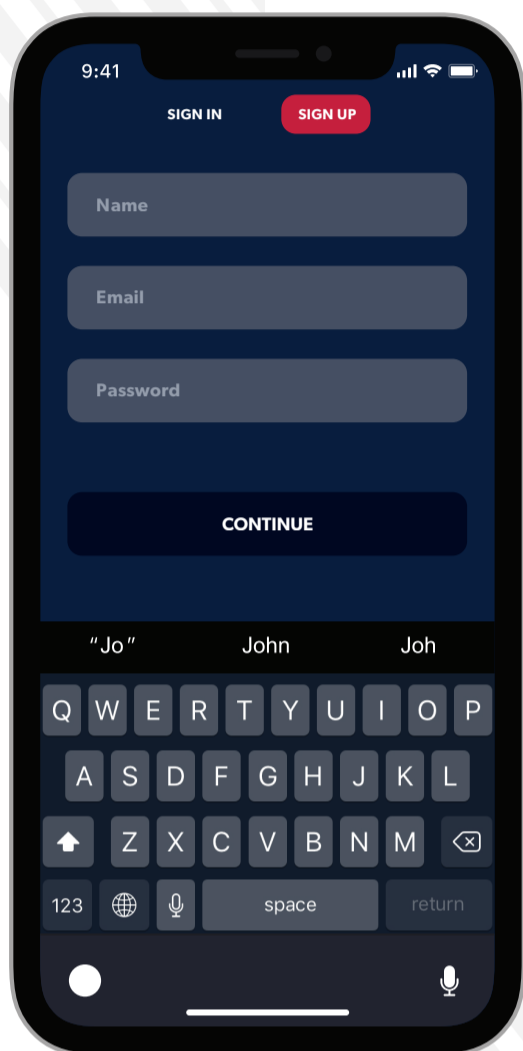 9:41
SIGN IN SIGN UP
Name
Email
Password
CONTINUE
“Jo” John Joh
Q W E R T Y U I O P
A S D F G H J K L
Z X C V B N M
123 space return